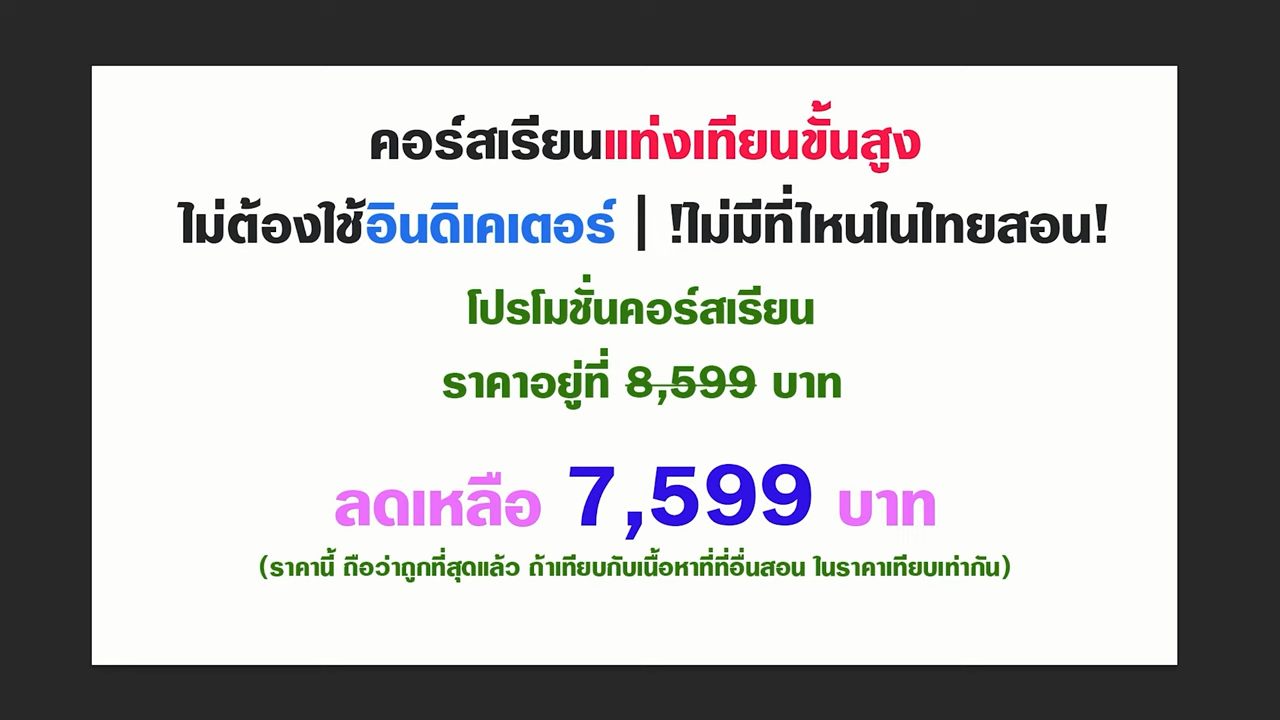 คอร์สเรียนแท่งเทียนขั้นสูง
ไม่ต้องใช้อินดิเคเตอร์ | !ไม่มีที่ไหนในไทยสอน!
โปรโมชั่นคอร์สเรียน
ราคาอยู่ที่ 8,599 บาท
ลดเหลือ 7,599 บาท
(ราคานี้ ถือว่าถูกที่สุดแล้ว ถ้าเทียบกับเนื้อหาที่ที่อื่นสอน ในราคาเทียบเท่ากัน)